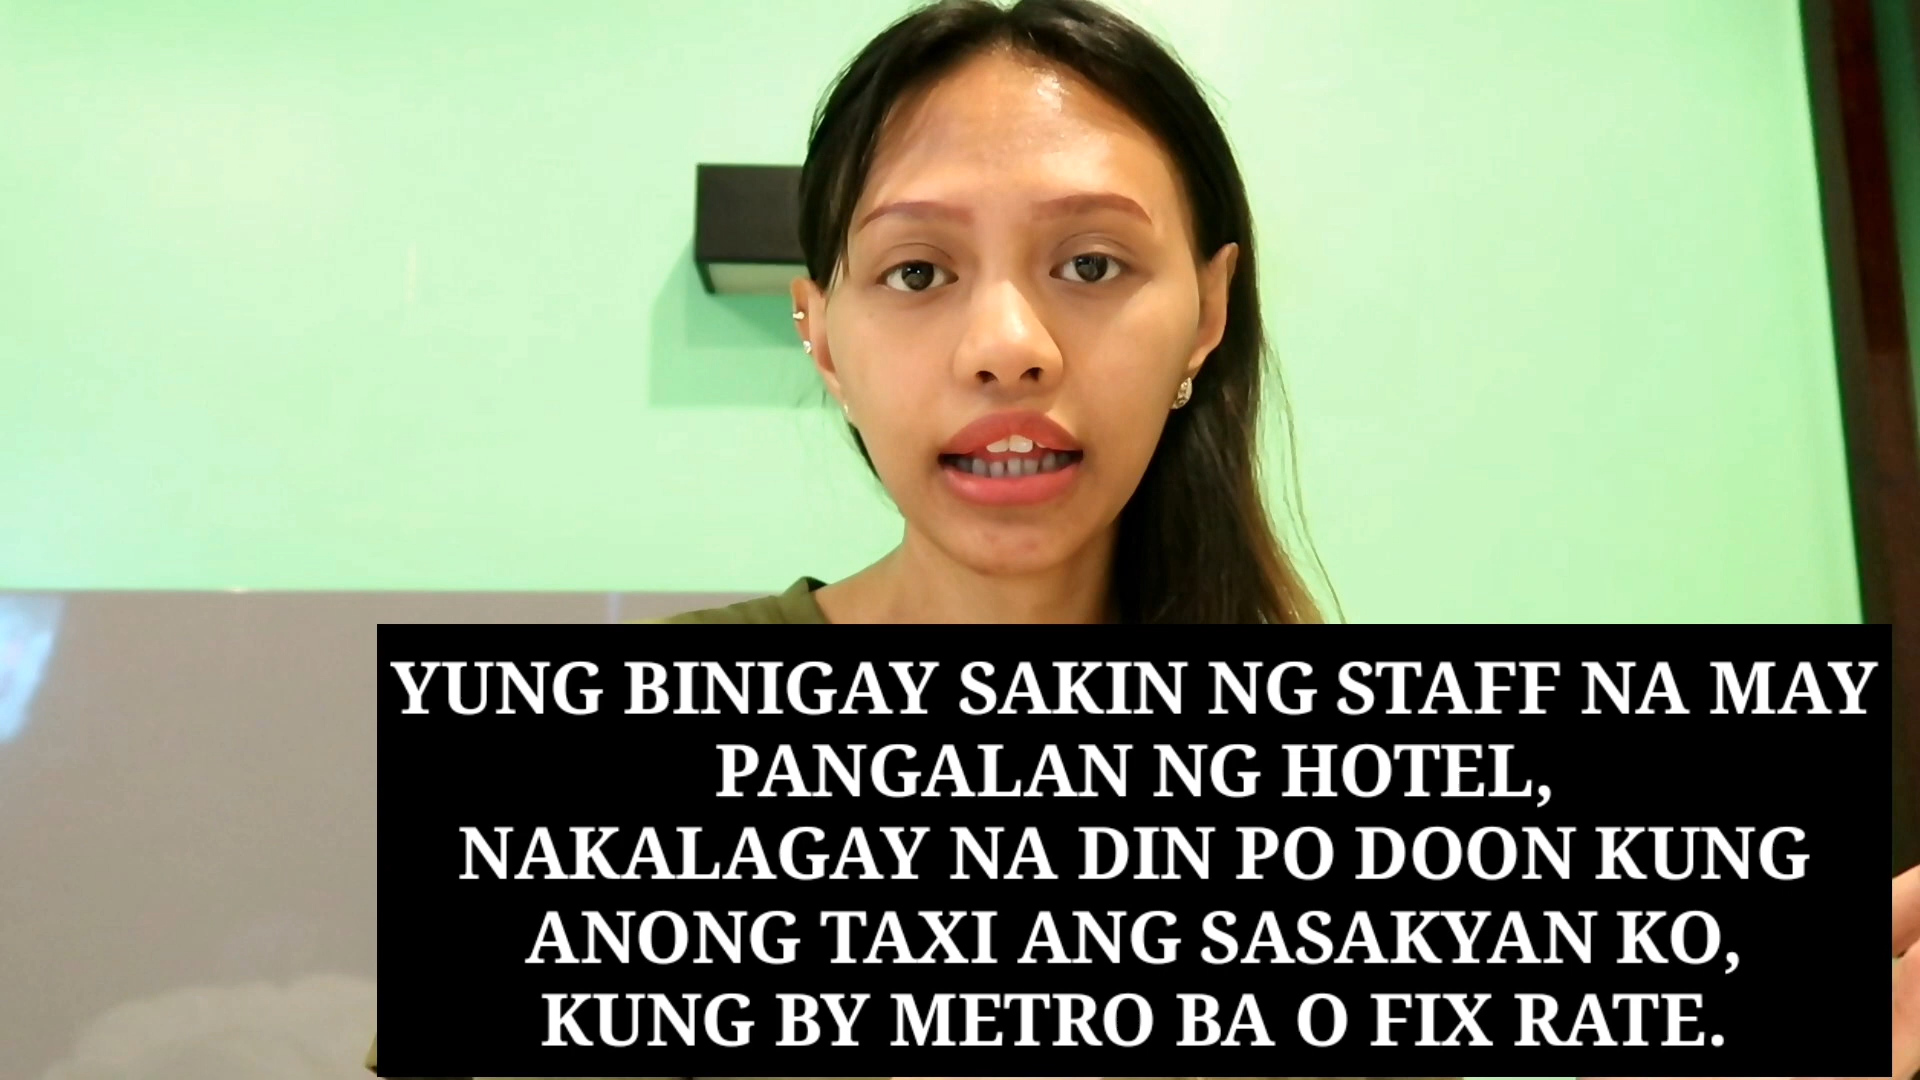 YUNG BINIGAY SAKIN NG STAFF NA MAY
PANGALAN NG HOTEL,
NAKALAGAY NA DIN PO DOON KUNG
ANONG TAXI ANG SASAKYAN KO,
KUNG BY METRO BA O FIX RATE.